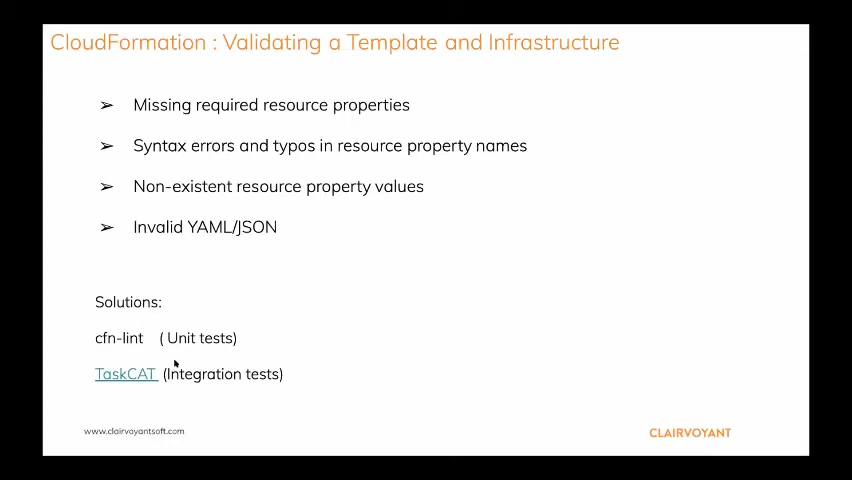 CloudFormation : Validating a Template and Infrastructure
➢ Missing required resource properties
➢ Syntax errors and typos in resource property names
➢ Non-existent resource property values
➢ Invalid YAML/JSON
Solutions:
cfn-lint ( Unit tests)
TaskCAT (Integration tests)
www.clairvoyantsoft.com
CLAIRVOYANT